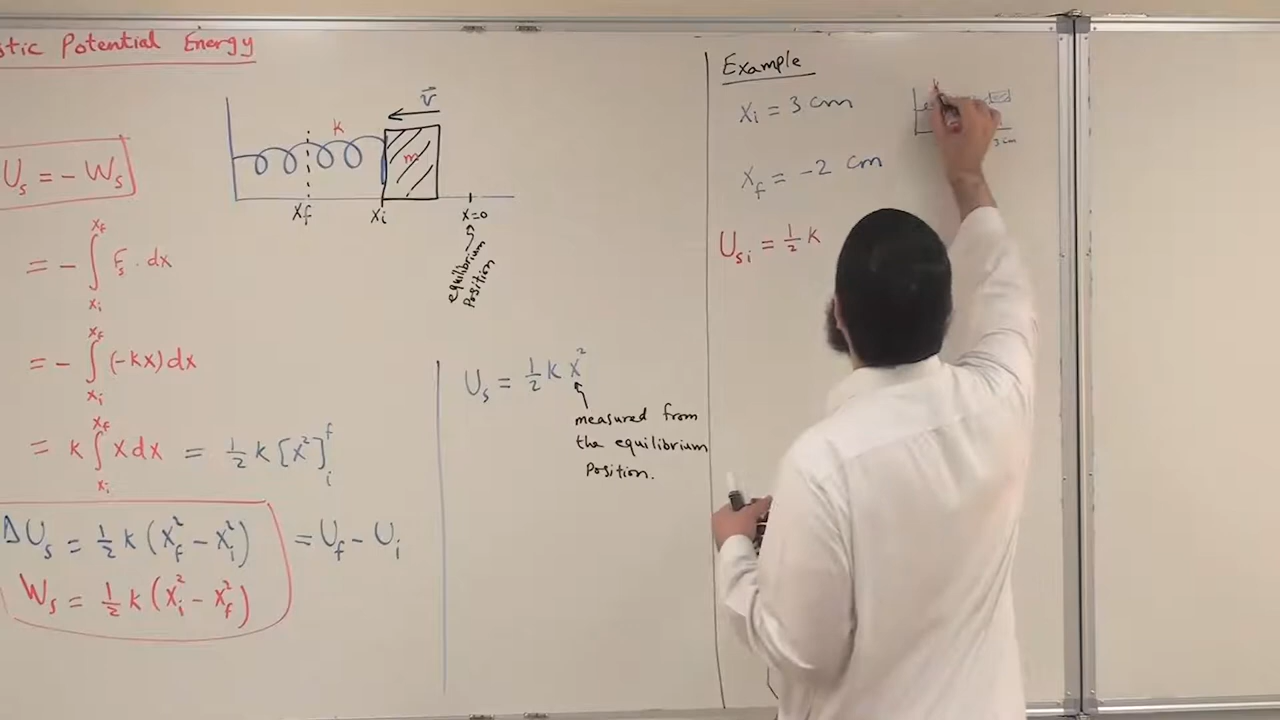 stic Potential Energy
Us = - Ws
= - ∫ xi xf Fs . dx
= - ∫ xi xf (-kx) dx
= k ∫ xi xf x dx = 1/2 k [x²] i f
ΔUs = 1/2 k (xf² - xi²) = Uf - Ui
Ws = 1/2 k (xi² - xf²)
v⃗
k
m
xf xi x=0
equilibrium
Position
Us = 1/2 k x²
measured from
the equilibrium
Position.
Example
xi = 3 cm
xf = -2 cm
Usi = 1/2 k
3 cm